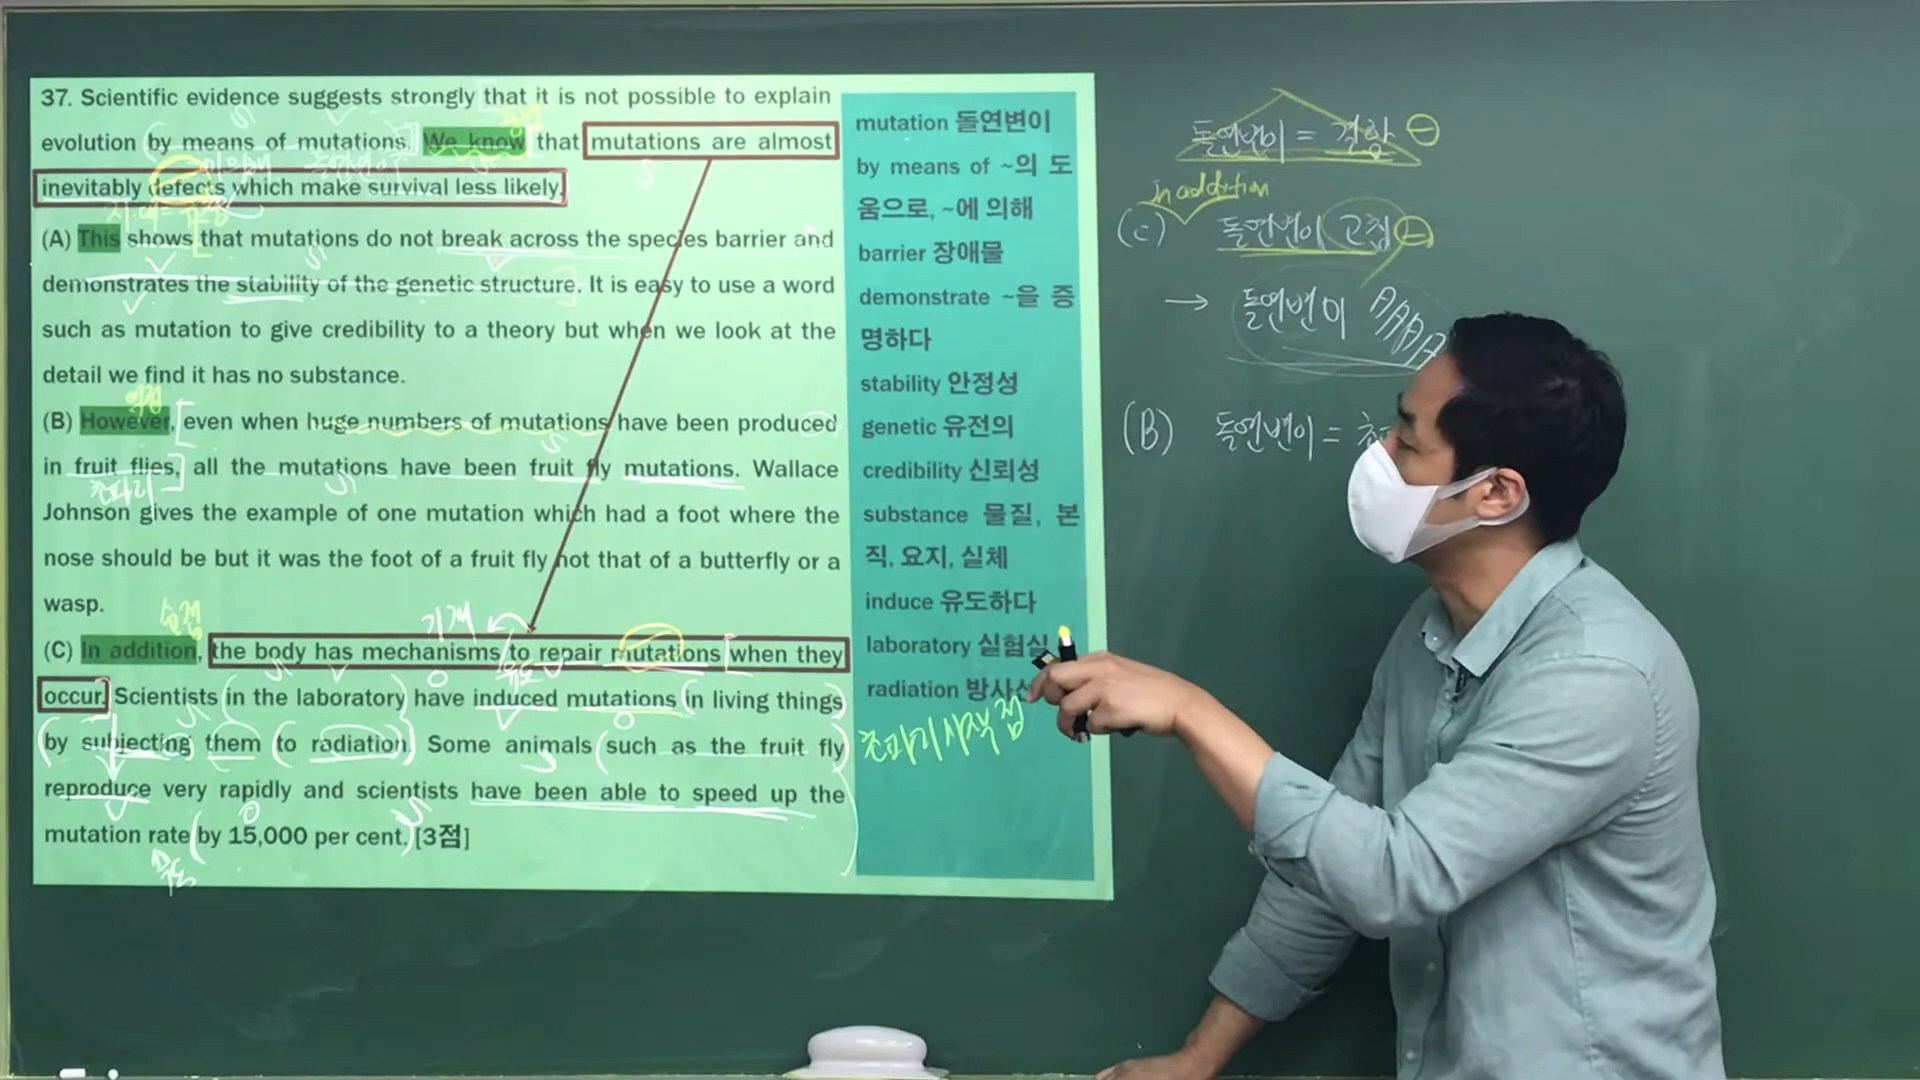 37. Scientific evidence suggests strongly that it is not possible to explain
evolution by means of mutations. We know that mutations are almost
inevitably defects which make survival less likely.
(A) This shows that mutations do not break across the species barrier and
demonstrates the stability of the genetic structure. It is easy to use a word
such as mutation to give credibility to a theory but when we look at the
detail we find it has no substance.
(B) However, even when huge numbers of mutations have been produced
in fruit flies, all the mutations have been fruit fly mutations. Wallace
초파리
Johnson gives the example of one mutation which had a foot where the
nose should be but it was the foot of a fruit fly not that of a butterfly or a
wasp.
기재
(C) In addition, the body has mechanisms to repair mutations when they
유도
occur. Scientists in the laboratory have induced mutations in living things
by subjecting them to radiation. Some animals such as the fruit fly
reproduce very rapidly and scientists have been able to speed up the
mutation rate by 15,000 per cent. [3점]
mutation 돌연변이
by means of ~의 도
움으로, ~에 의해
barrier 장애물
demonstrate ~을 증
명하다
stability 안정성
genetic 유전의
credibility 신뢰성
substance 물질, 본
직, 요지, 실체
induce 유도하다
laboratory 실험실
radiation 방사선
초파리 시작점
돌연변이 = 결함 ⊖
In addition
(C) 돌연변이 고침 ⊖
→ 돌연변이
(B) 돌연변이 = 초